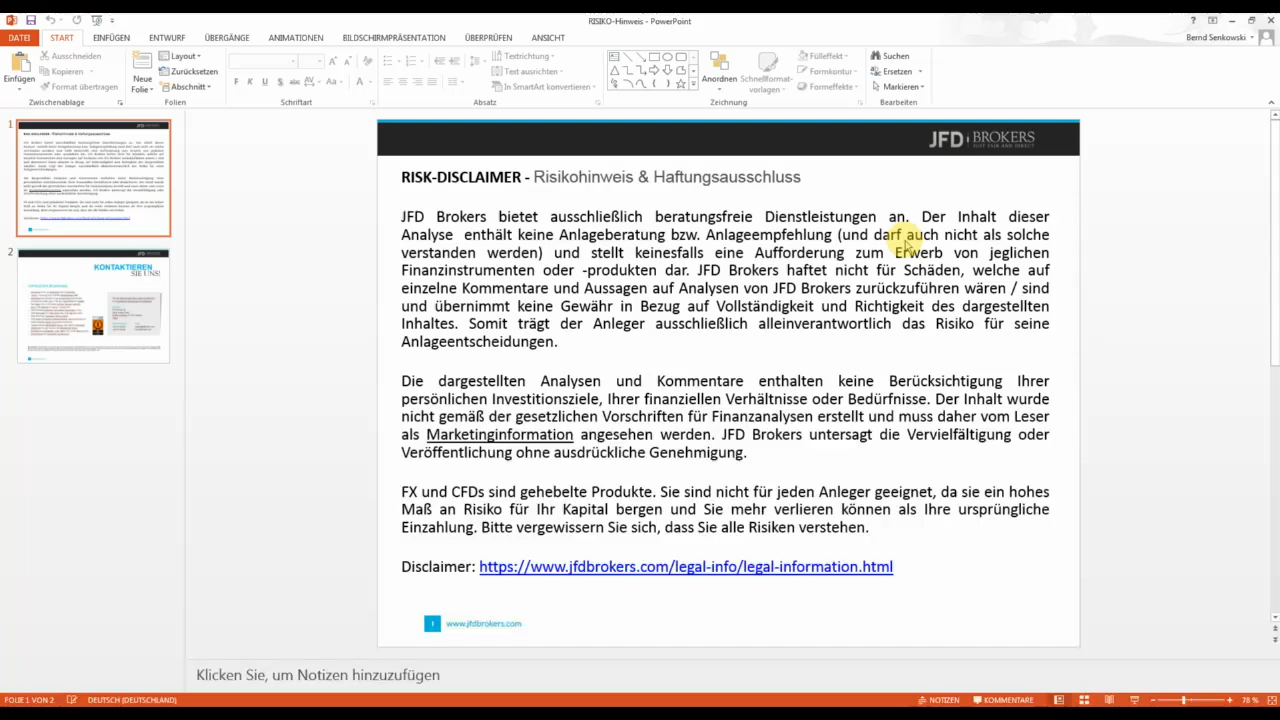 RISIKO-Hinweis - PowerPoint
DATEI START EINFÜGEN ENTWURF ÜBERGÄNGE ANIMATIONEN BILDSCHIRMPRÄSENTATION ÜBERPRÜFEN ANSICHT Bernd Senkowski
Einfügen
Ausschneiden
Kopieren
Format übertragen
Zwischenablage
Neue Folie
Layout
Zurücksetzen
Abschnitt
Folien
F K U S abc AV Aa A
Schriftart
Textrichtung
Text ausrichten
In SmartArt konvertieren
Absatz
Anordnen
Schnellformat-vorlagen
Fülleffekt
Formkontur
Formeffekte
Zeichnung
Suchen
Ersetzen
Markieren
Bearbeiten
1
2
KONTAKTIEREN
SIE UNS!
JFD BROKERS
JUST FAIR AND DIRECT
RISK-DISCLAIMER - Risikohinweis & Haftungsausschluss
JFD Brokers bietet ausschließlich beratungsfreie Dienstleistungen an. Der Inhalt dieser
Analyse enthält keine Anlageberatung bzw. Anlageempfehlung (und darf auch nicht als solche
verstanden werden) und stellt keinesfalls eine Aufforderung zum Erwerb von jeglichen
Finanzinstrumenten oder -produkten dar. JFD Brokers haftet nicht für Schäden, welche auf
einzelne Kommentare und Aussagen auf Analysen von JFD Brokers zurückzuführen wären / sind
und übernimmt keine Gewähr in Bezug auf Vollständigkeit und Richtigkeit des dargestellten
Inhaltes. Somit trägt der Anleger ausschließlich alleinverantwortlich das Risiko für seine
Anlageentscheidungen.
Die dargestellten Analysen und Kommentare enthalten keine Berücksichtigung Ihrer
persönlichen Investitionsziele, Ihrer finanziellen Verhältnisse oder Bedürfnisse. Der Inhalt wurde
nicht gemäß der gesetzlichen Vorschriften für Finanzanalysen erstellt und muss daher vom Leser
als Marketinginformation angesehen werden. JFD Brokers untersagt die Vervielfältigung oder
Veröffentlichung ohne ausdrückliche Genehmigung.
FX und CFDs sind gehebelte Produkte. Sie sind nicht für jeden Anleger geeignet, da sie ein hohes
Maß an Risiko für Ihr Kapital bergen und Sie mehr verlieren können als Ihre ursprüngliche
Einzahlung. Bitte vergewissern Sie sich, dass Sie alle Risiken verstehen.
Disclaimer: https://www.jfdbrokers.com/legal-info/legal-information.html
1 www.jfdbrokers.com
Klicken Sie, um Notizen hinzuzufügen
FOLIE 1 VON 2 DEUTSCH (DEUTSCHLAND) NOTIZEN KOMMENTARE 78 %